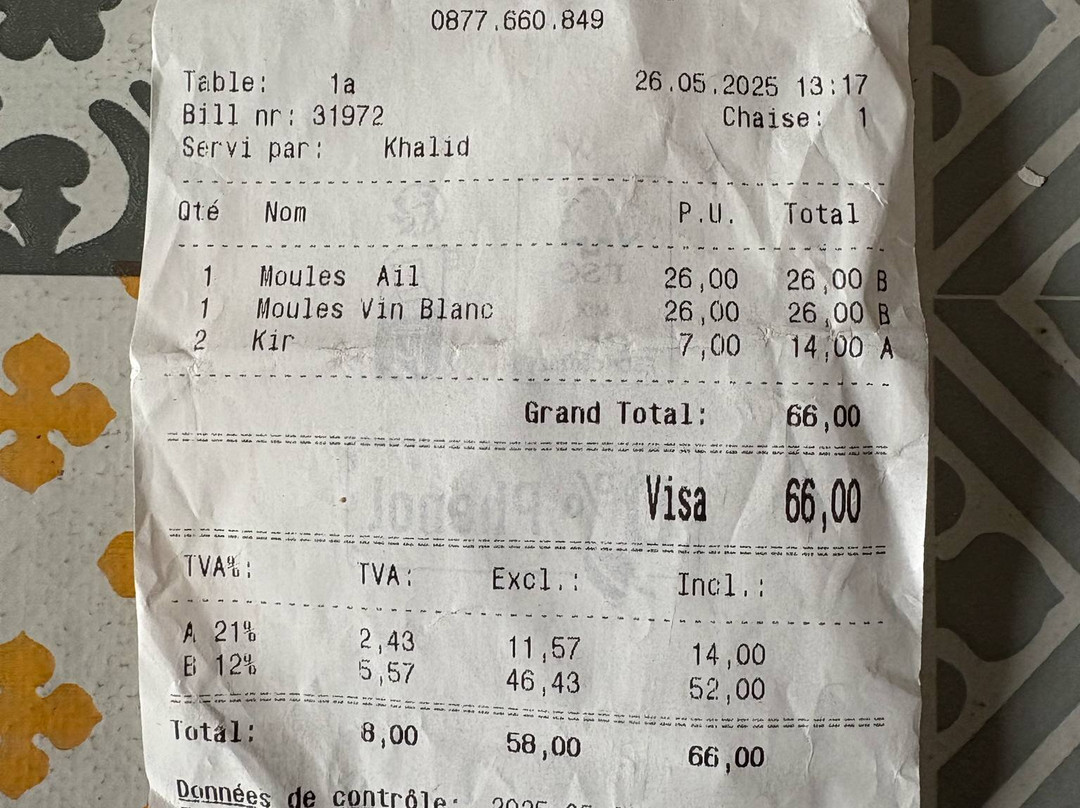 0877.660.849
Table: 1a 26.05.2025 13:17
Bill nr: 31972 Chaise: 1
Servi par: Khalid
Qté Nom P.U. Total
1 Moules Ail 26,00 26,00 B
1 Moules Vin Blanc 26,00 26,00 B
2 Kir 7,00 14,00 A
Grand Total: 66,00
Visa 66,00
TVA%: TVA: Excl.: Incl.:
A 21% 2,43 11,57 14,00
B 12% 5,57 46,43 52,00
Total: 8,00 58,00 66,00
Données de contrôle: